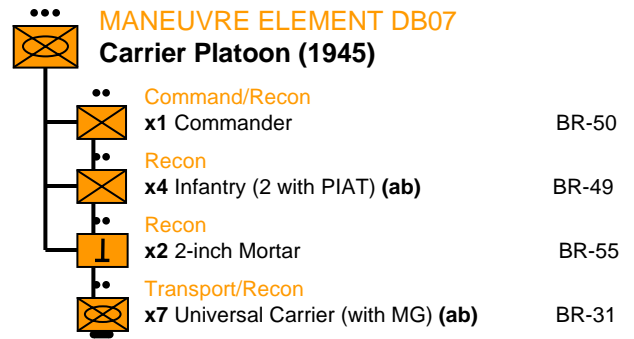 MANEUVRE ELEMENT DB07
Carrier Platoon (1945)
Command/Recon
x1 Commander BR-50
Recon
x4 Infantry (2 with PIAT) (ab) BR-49
Recon
x2 2-inch Mortar BR-55
Transport/Recon
x7 Universal Carrier (with MG) (ab) BR-31